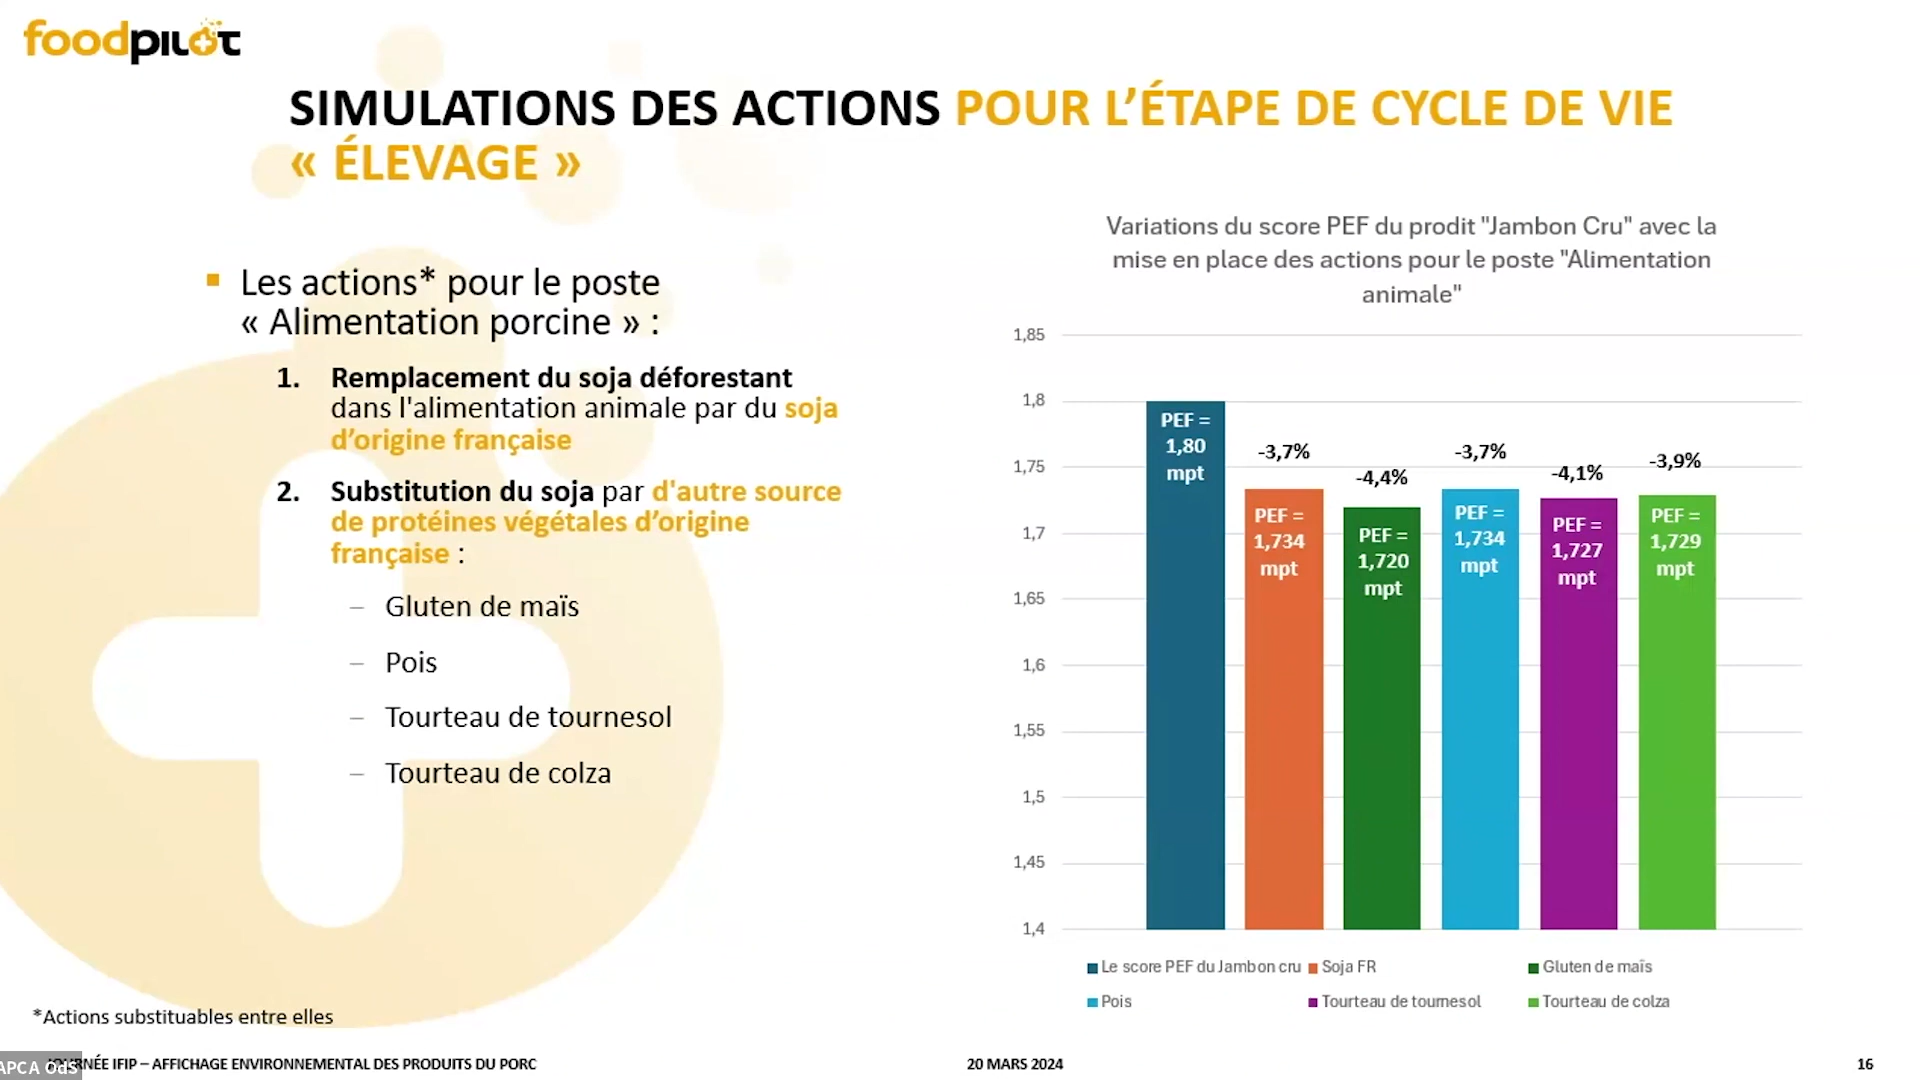 foodpilot
SIMULATIONS DES ACTIONS POUR L'ÉTAPE DE CYCLE DE VIE
« ÉLEVAGE »
▪ Les actions* pour le poste
« Alimentation porcine » :
1. Remplacement du soja déforestant
dans l'alimentation animale par du soja
d'origine française
2. Substitution du soja par d'autre source
de protéines végétales d'origine
française :
– Gluten de maïs
– Pois
– Tourteau de tournesol
– Tourteau de colza
*Actions substituables entre elles
Variations du score PEF du prodit "Jambon Cru" avec la
mise en place des actions pour le poste "Alimentation
animale"
1,85
1,8
1,75
1,7
1,65
1,6
1,55
1,5
1,45
1,4
PEF =
1,80
mpt
-3,7%
PEF =
1,734
mpt
-4,4%
PEF =
1,720
mpt
-3,7%
PEF =
1,734
mpt
-4,1%
PEF =
1,727
mpt
-3,9%
PEF =
1,729
mpt
Le score PEF du Jambon cru
Soja FR
Gluten de maïs
Pois
Tourteau de tournesol
Tourteau de colza
APCA OdS
RNÉE IFIP – AFFICHAGE ENVIRONNEMENTAL DES PRODUITS DU PORC
20 MARS 2024
16